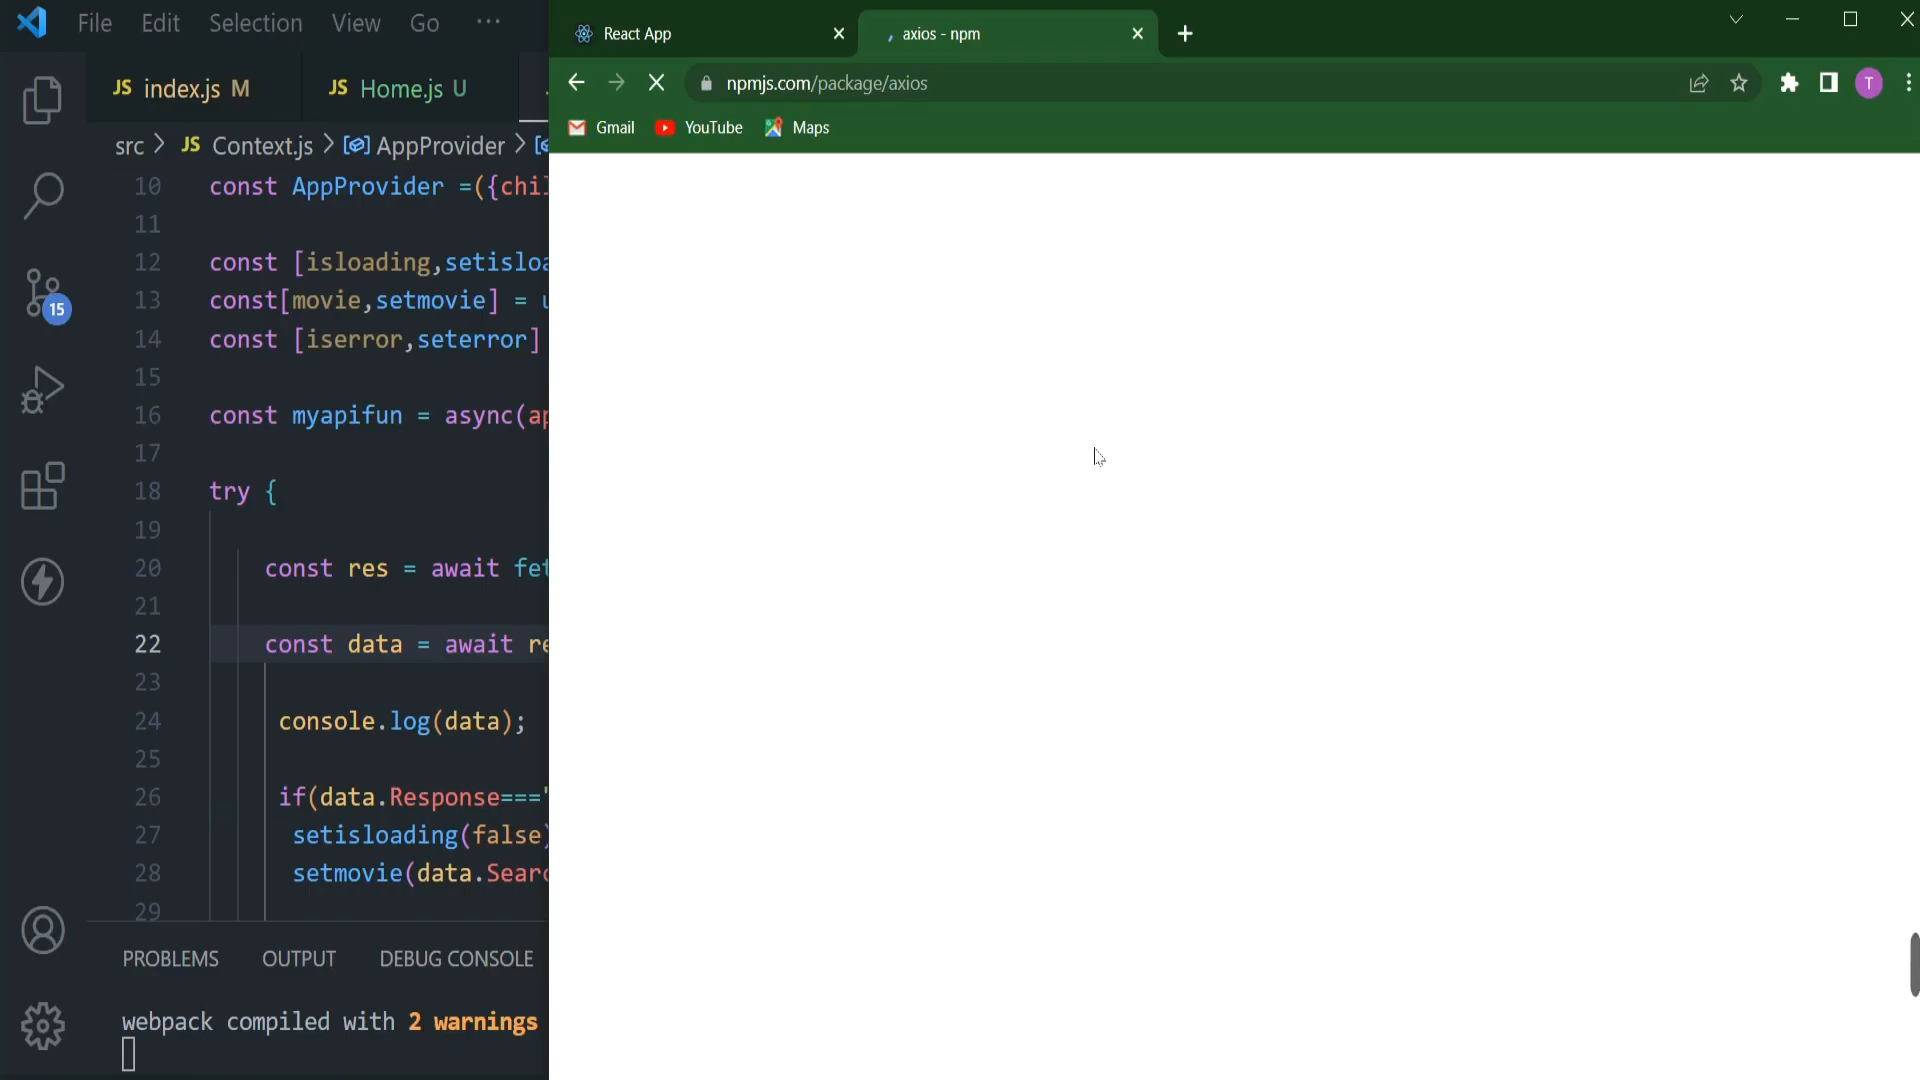 File Edit Selection View Go ···
JS index.js M
JS Home.js U
src > JS Context.js > AppProvider >
10 const AppProvider =({chil
11
12 const [isloading,setisloa
13 const[movie,setmovie] = u
14 const [iserror,seterror]
15
16 const myapifun = async(ap
17
18 try {
19
20 const res = await fet
21
22 const data = await re
23
24 console.log(data);
25
26 if(data.Response==="
27 setisloading(false)
28 setmovie(data.Searc
29
15
PROBLEMS OUTPUT DEBUG CONSOLE
webpack compiled with 2 warnings
React App
axios - npm
npmjs.com/package/axios
T
Gmail YouTube Maps